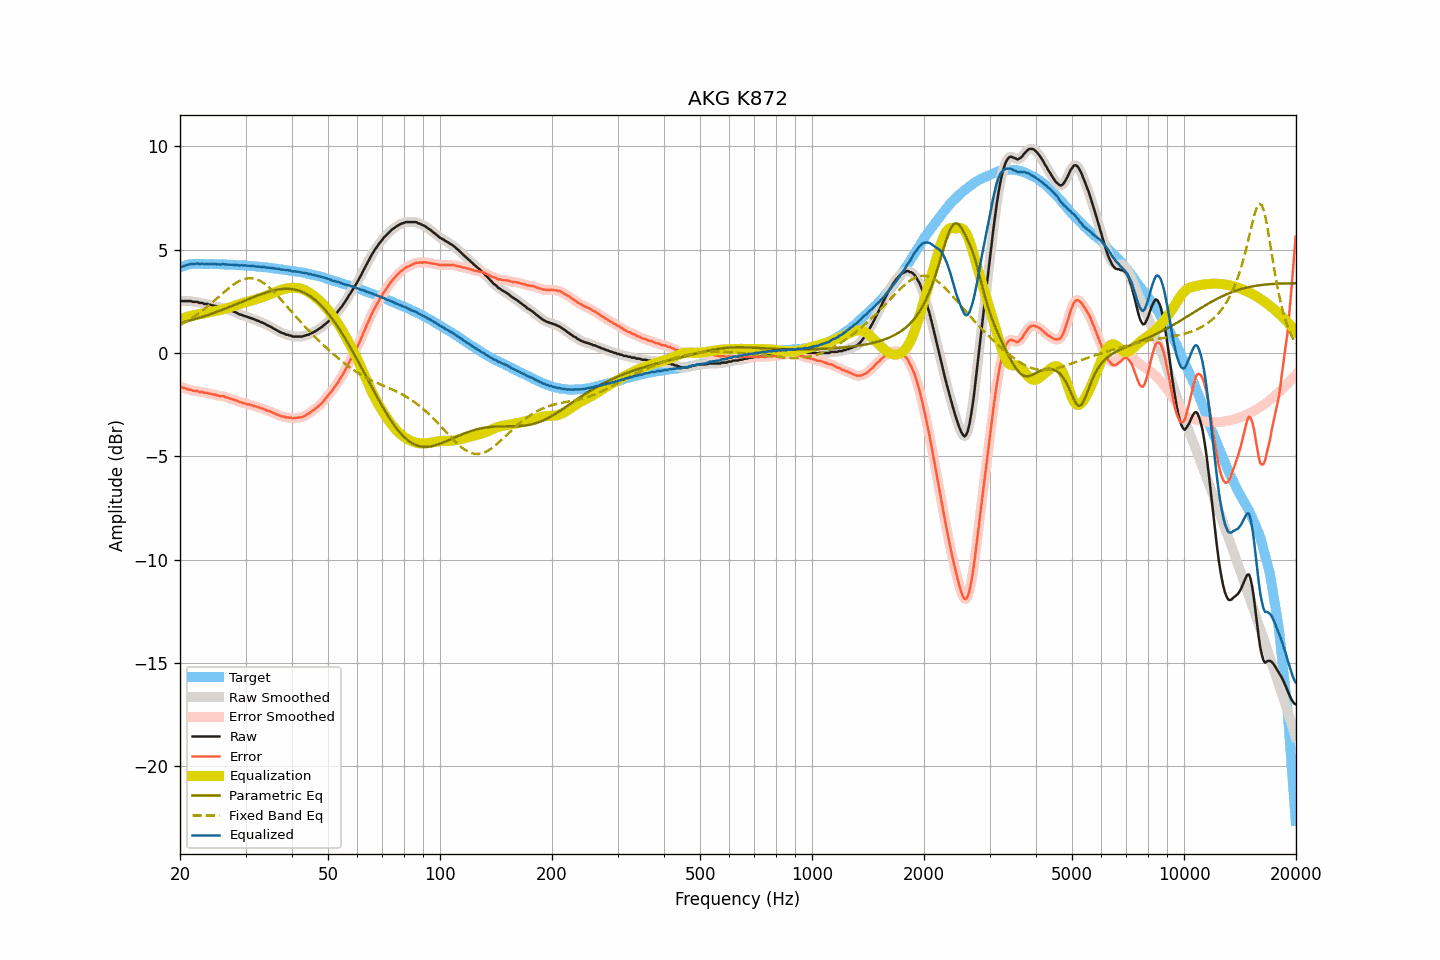 AKG K872
10
5
0
−5
−10
−15
−20
Amplitude (dBr)
Target
Raw Smoothed
Error Smoothed
Raw
Error
Equalization
Parametric Eq
Fixed Band Eq
Equalized
20 50 100 200 500 1000 2000 5000 10000 20000
Frequency (Hz)